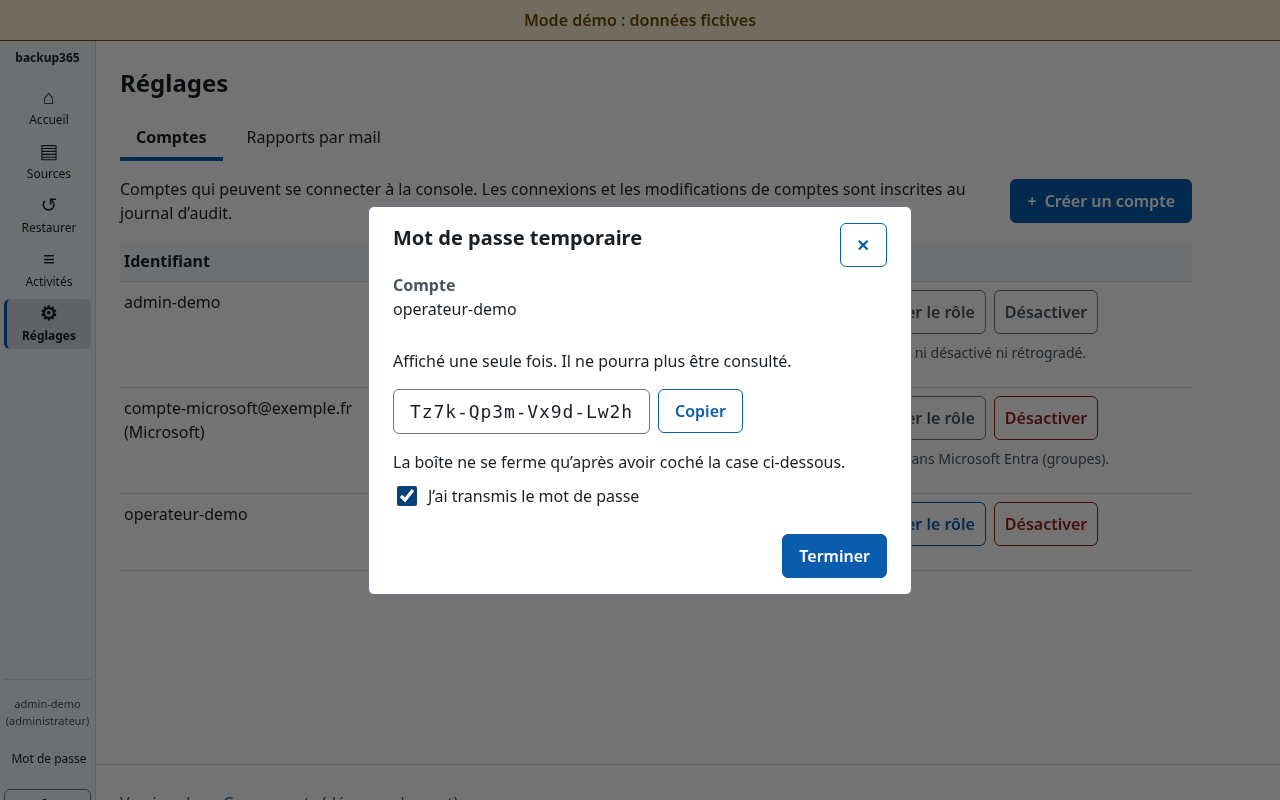 Mode démo : données fictives
backup365
Accueil
Sources
Restaurer
Activités
Réglages
admin-demo
(administrateur)
Mot de passe
Réglages
Comptes
Rapports par mail
Comptes qui peuvent se connecter à la console. Les connexions et les modifications de comptes sont inscrites au
journal d’audit.
+ Créer un compte
Identifiant
admin-demo
er le rôle
Désactiver
ni désactivé ni rétrogradé.
compte-microsoft@exemple.fr
(Microsoft)
er le rôle
Désactiver
ans Microsoft Entra (groupes).
operateur-demo
er le rôle
Désactiver
Mot de passe temporaire
×
Compte
operateur-demo
Affiché une seule fois. Il ne pourra plus être consulté.
Tz7k-Qp3m-Vx9d-Lw2h
Copier
La boîte ne se ferme qu’après avoir coché la case ci-dessous.
J’ai transmis le mot de passe
Terminer